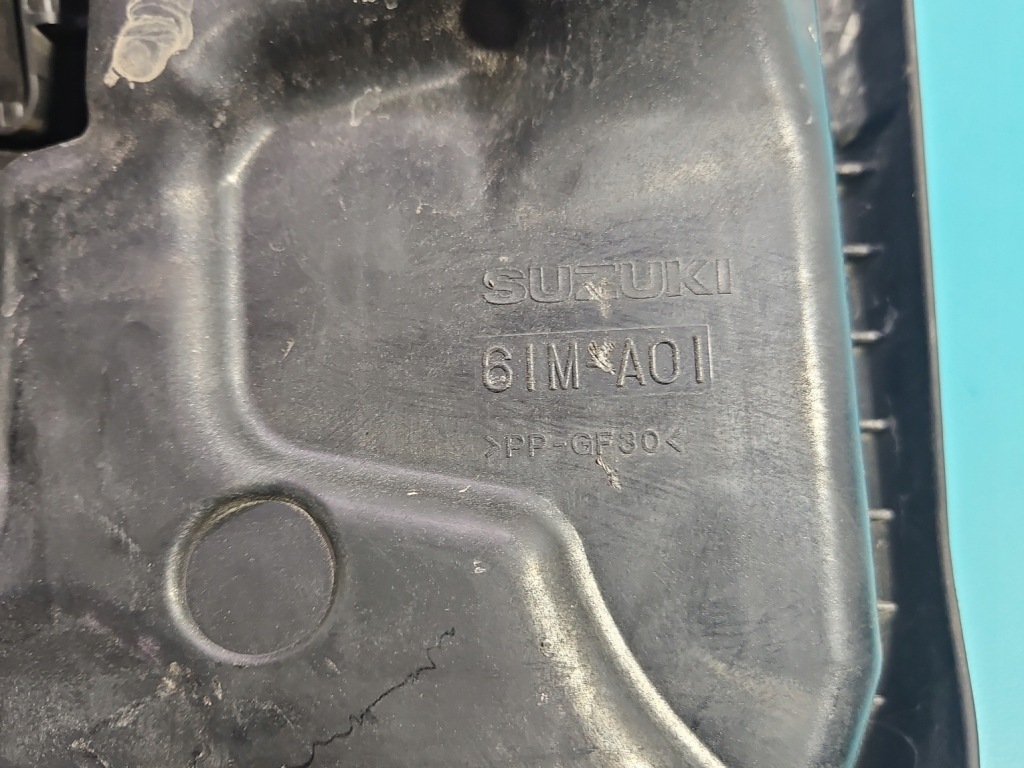 SUZUKI
61M-A01
>PP-GF30<